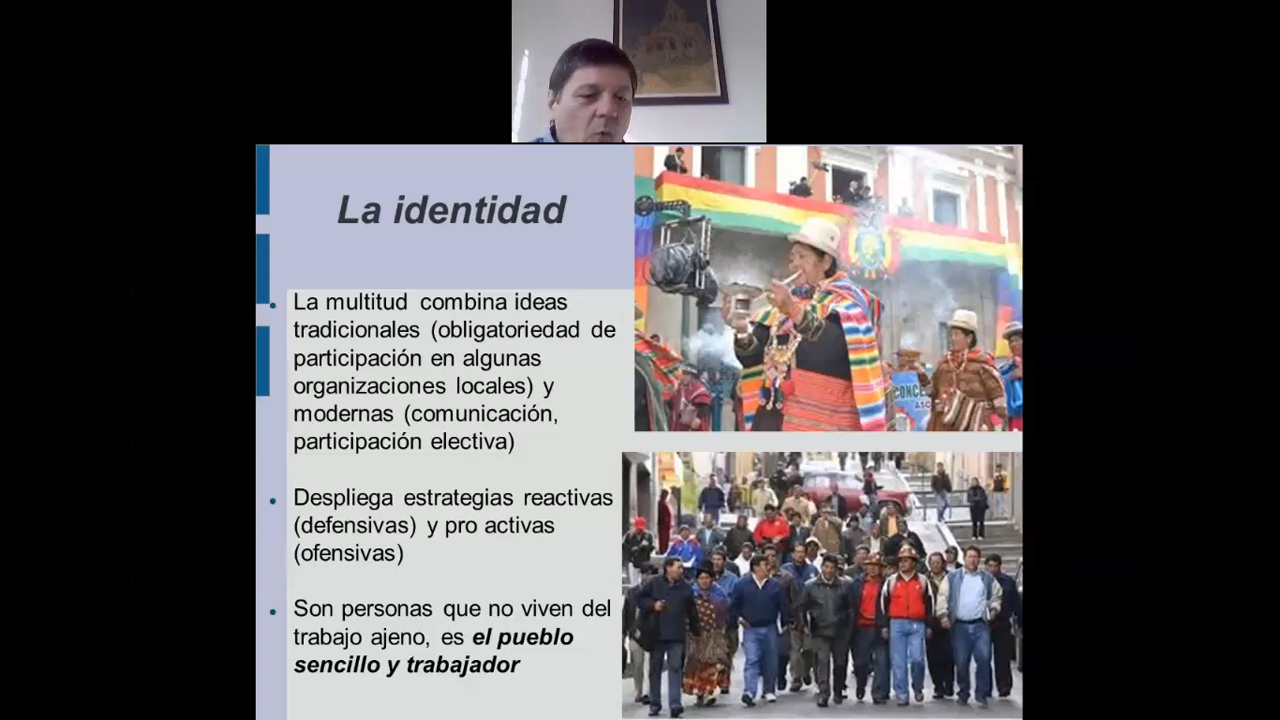 La identidad
La multitud combina ideas
tradicionales (obligatoriedad de
participación en algunas
organizaciones locales) y
modernas (comunicación,
participación electiva)
Despliega estrategias reactivas
(defensivas) y pro activas
(ofensivas)
Son personas que no viven del
trabajo ajeno, es el pueblo
sencillo y trabajador